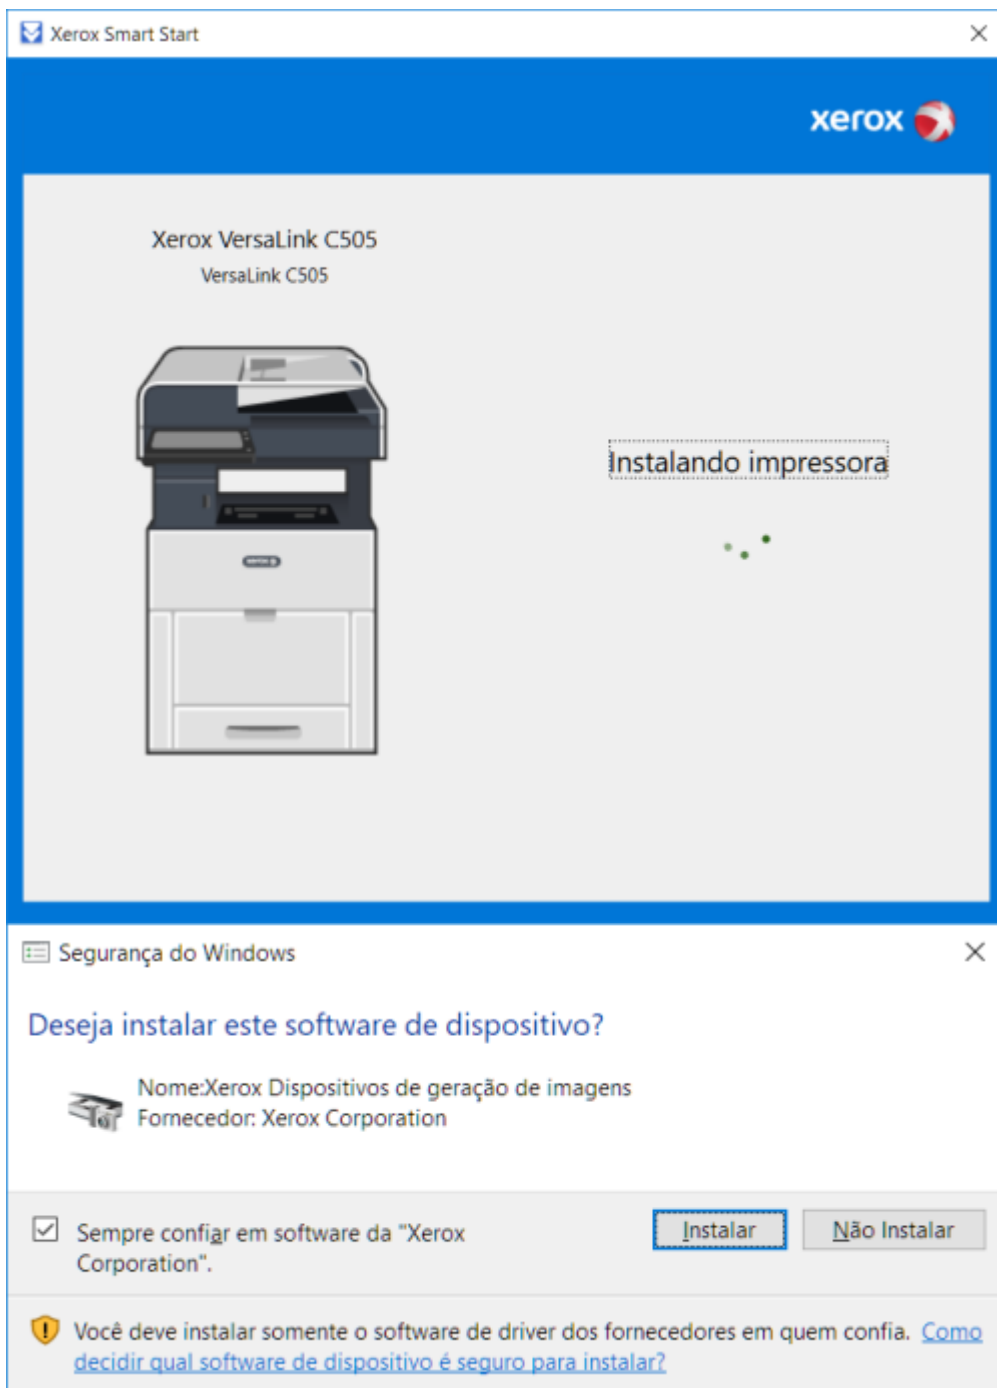 Xerox Smart Start
xerox
Xerox VersaLink C505
VersaLink C505
Instalando impressora
xerox
Segurança do Windows
Deseja instalar este software de dispositivo?
Nome:Xerox Dispositivos de geração de imagens
Fornecedor: Xerox Corporation
Sempre confiar em software da "Xerox
Corporation".
Instalar
Não Instalar
Você deve instalar somente o software de driver dos fornecedores em quem confia. Como
decidir qual software de dispositivo é seguro para instalar?